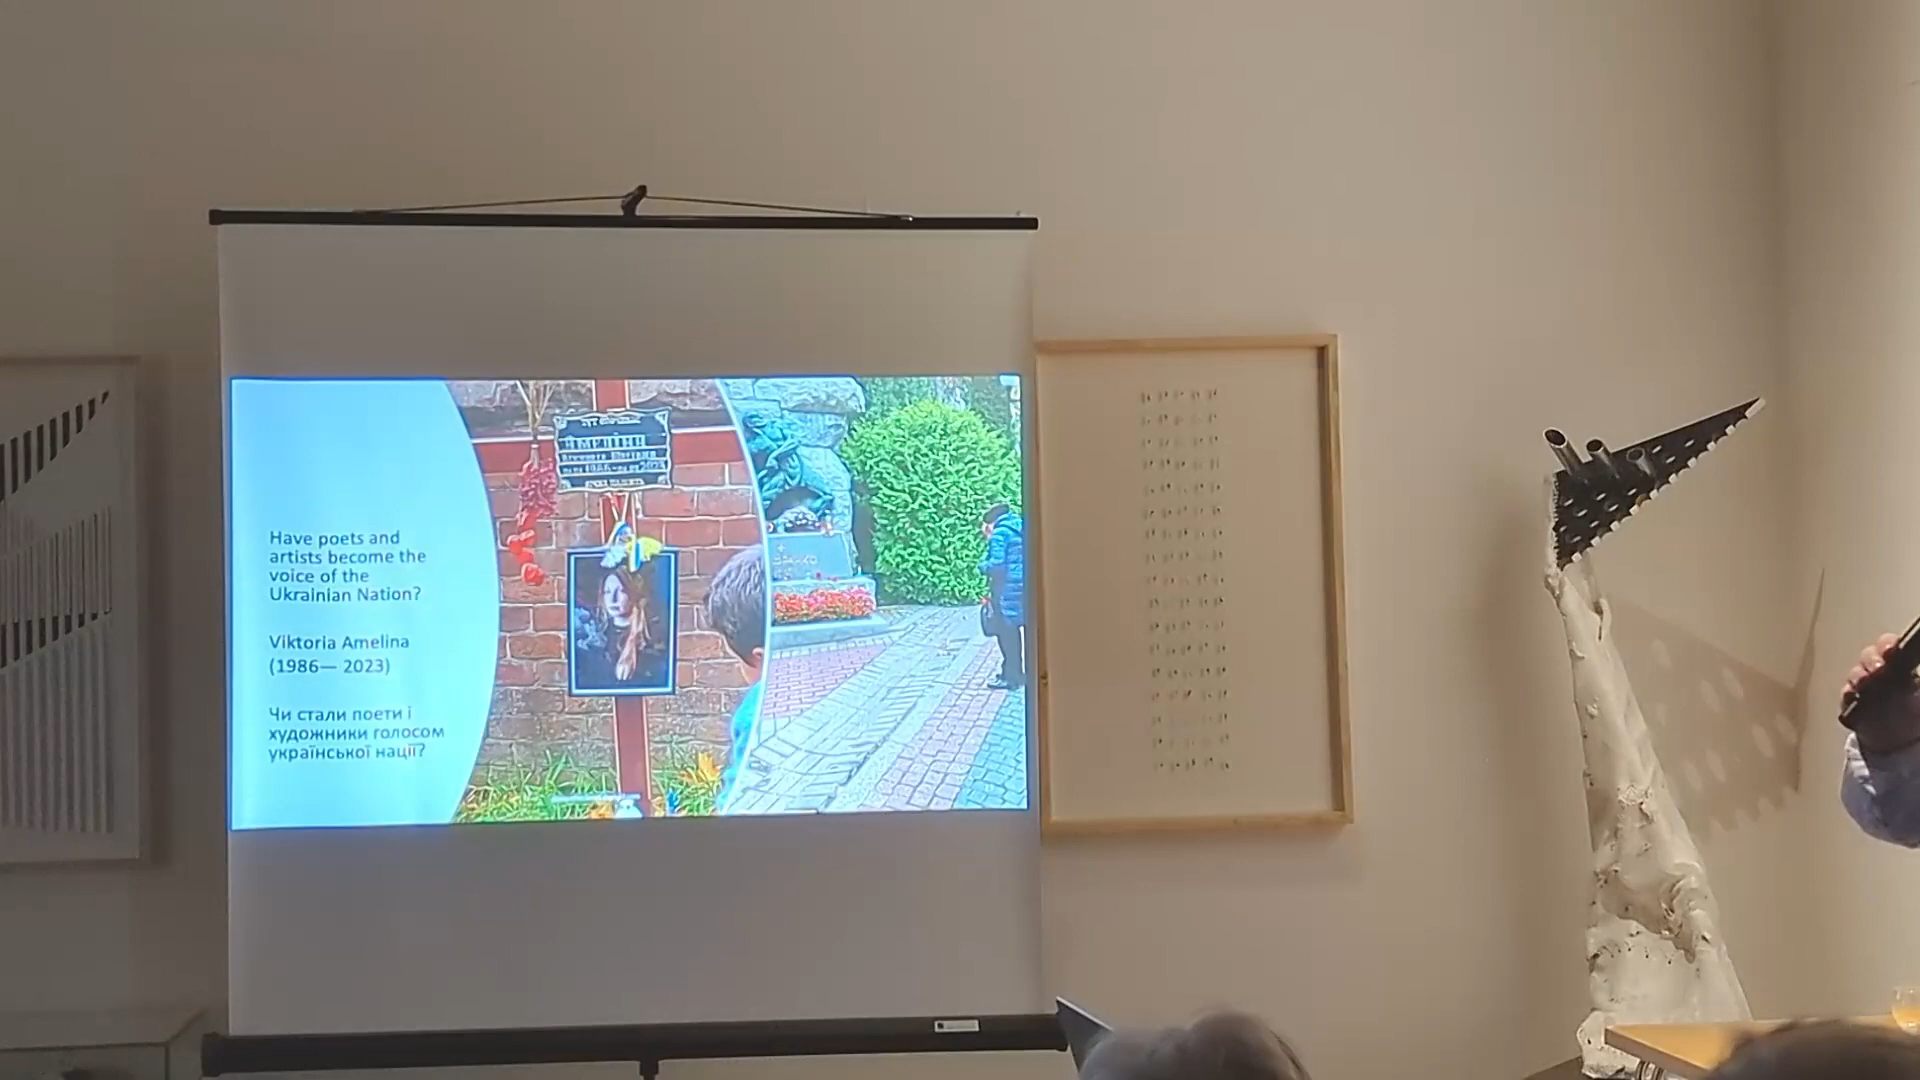 Have poets and
artists become the
voice of the
Ukrainian Nation?
Viktoria Amelina
(1986— 2023)
Чи стали поети і
художники голосом
української нації?
АМЕЛІНА